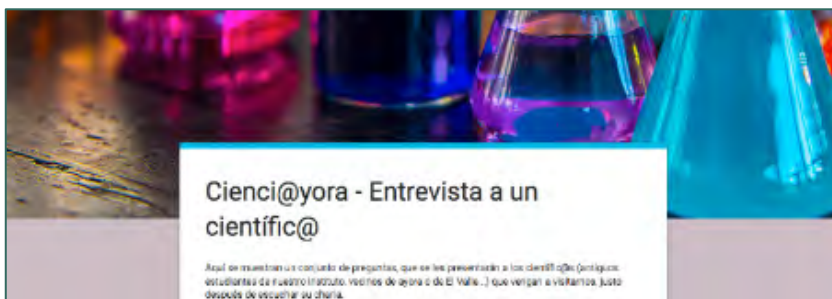 Cienci@yora - Entrevista a un
científic@
Aquí se muestran un conjunto de preguntas, que se les presentarán a los científic@s (antiguos
estudiantes de nuestro instituto, vecinos de ayora o de El Valle...) que vengan a visitarnos, justo
después de escuchar su charla.